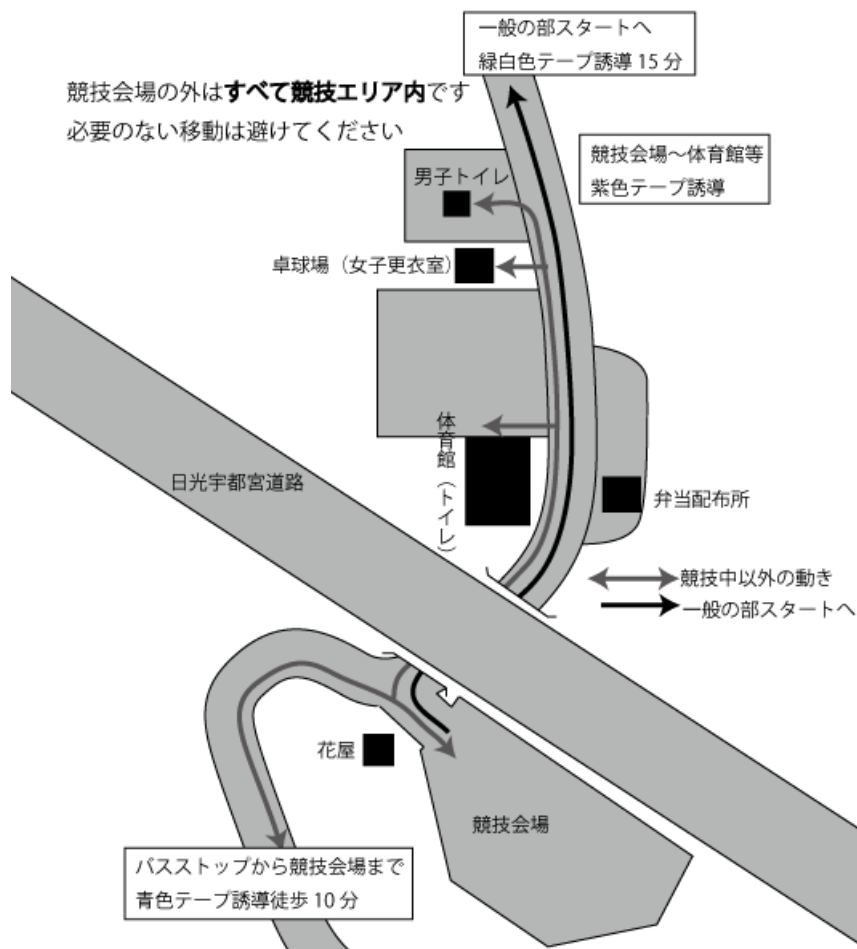 一般の部スタートへ
緑白色テープ誘導 15 分
競技会場の外はすべて競技エリア内です
必要のない移動は避けてください
競技会場～体育館等
紫色テープ誘導
男子トイレ
卓球場（女子更衣室）
体育館（トイレ）
日光宇都宮道路
弁当配布所
競技中以外の動き
一般の部スタートへ
花屋
競技会場
バスストップから競技会場まで
青色テープ誘導徒歩 10 分